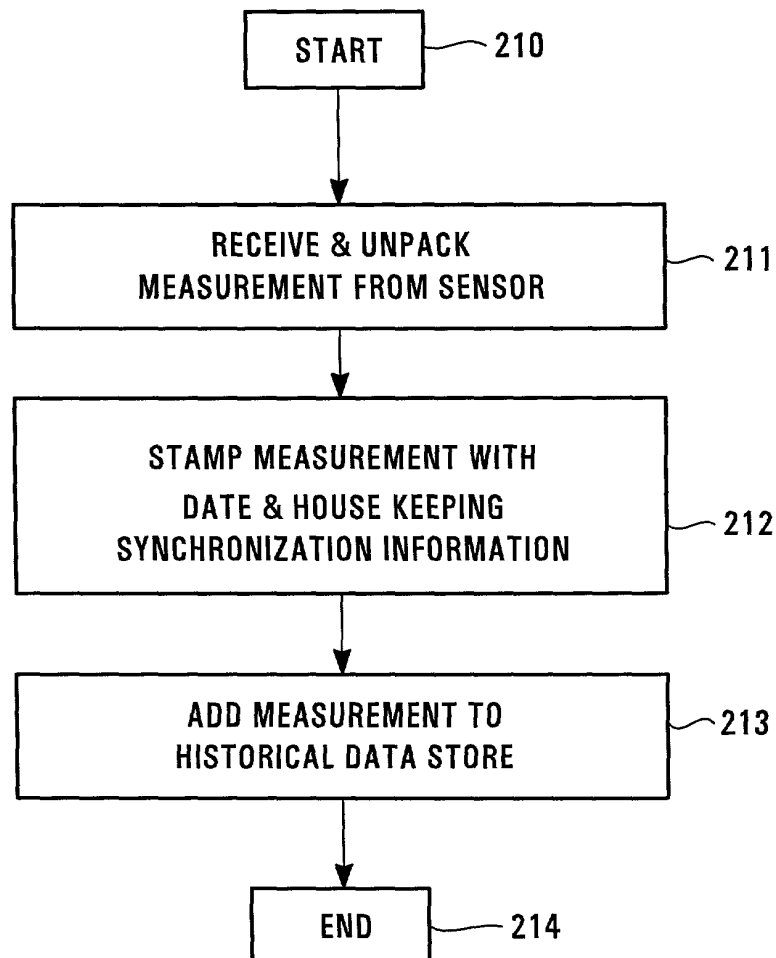 START
210
RECEIVE & UNPACK
MEASUREMENT FROM SENSOR
211
STAMP MEASUREMENT WITH
DATE & HOUSE KEEPING
SYNCHRONIZATION INFORMATION
212
ADD MEASUREMENT TO
HISTORICAL DATA STORE
213
END
214